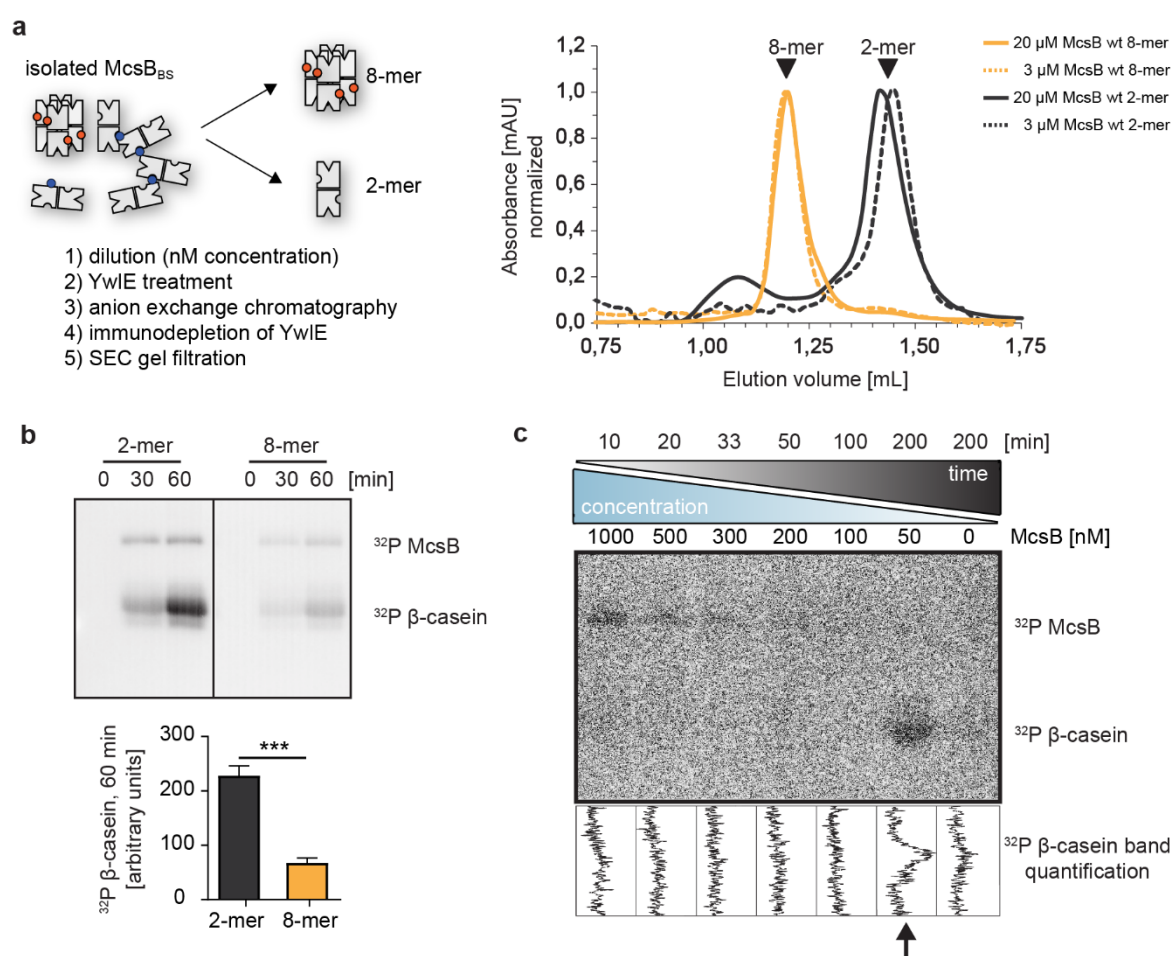 a
isolated McsBBS
8-mer
2-mer
1) dilution (nM concentration)
2) YwlE treatment
3) anion exchange chromatography
4) immunodepletion of YwlE
5) SEC gel filtration
8-mer 2-mer
20 µM McsB wt 8-mer
3 µM McsB wt 8-mer
20 µM McsB wt 2-mer
3 µM McsB wt 2-mer
Absorbance [mAU]
normalized
1,2
1,0
0,8
0,6
0,4
0,2
0,0
0,75 1,00 1,25 1,50 1,75
Elution volume [mL]
b
2-mer 8-mer
0 30 60 0 30 60 [min]
32P McsB
32P β-casein
32P β-casein, 60 min
[arbitrary units]
300
200
100
0
***
2-mer 8-mer
c
10 20 33 50 100 200 200 [min]
time
concentration
1000 500 300 200 100 50 0 McsB [nM]
32P McsB
32P β-casein
32P β-casein band
quantification